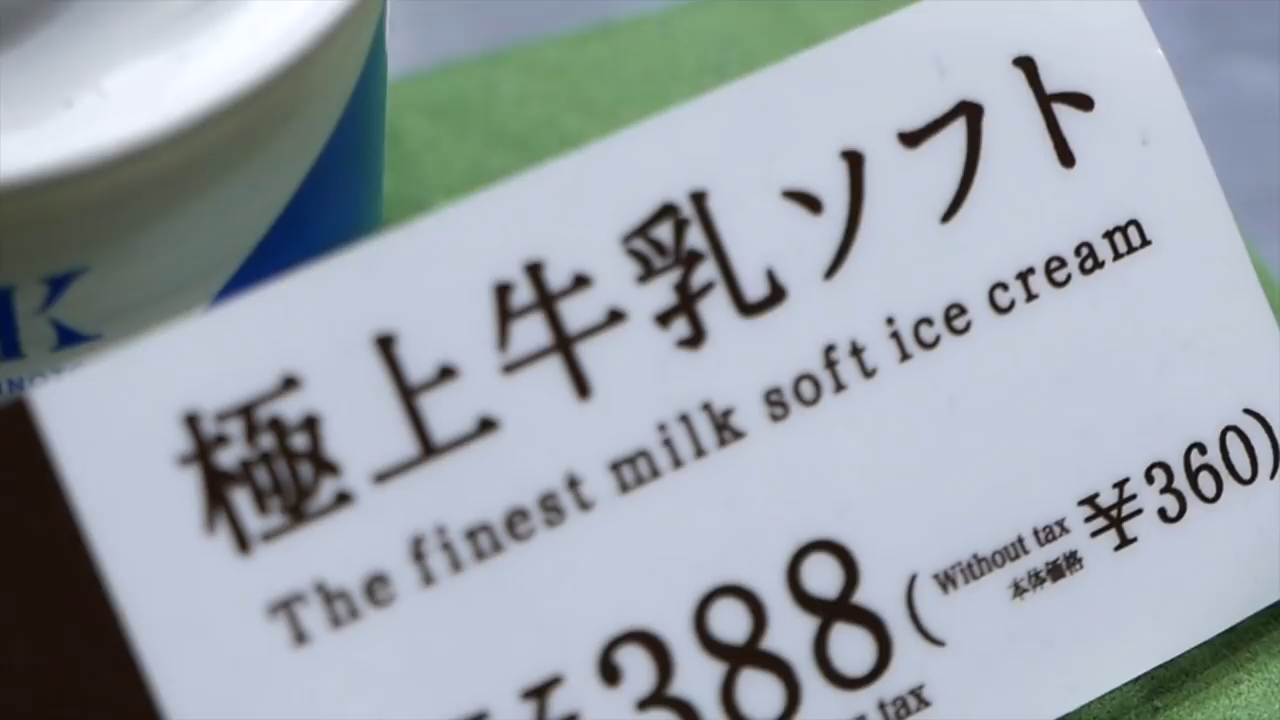 極上牛乳ソフト
The finest milk soft ice cream
¥388 (Without tax ¥360)
本体価格
tax
K